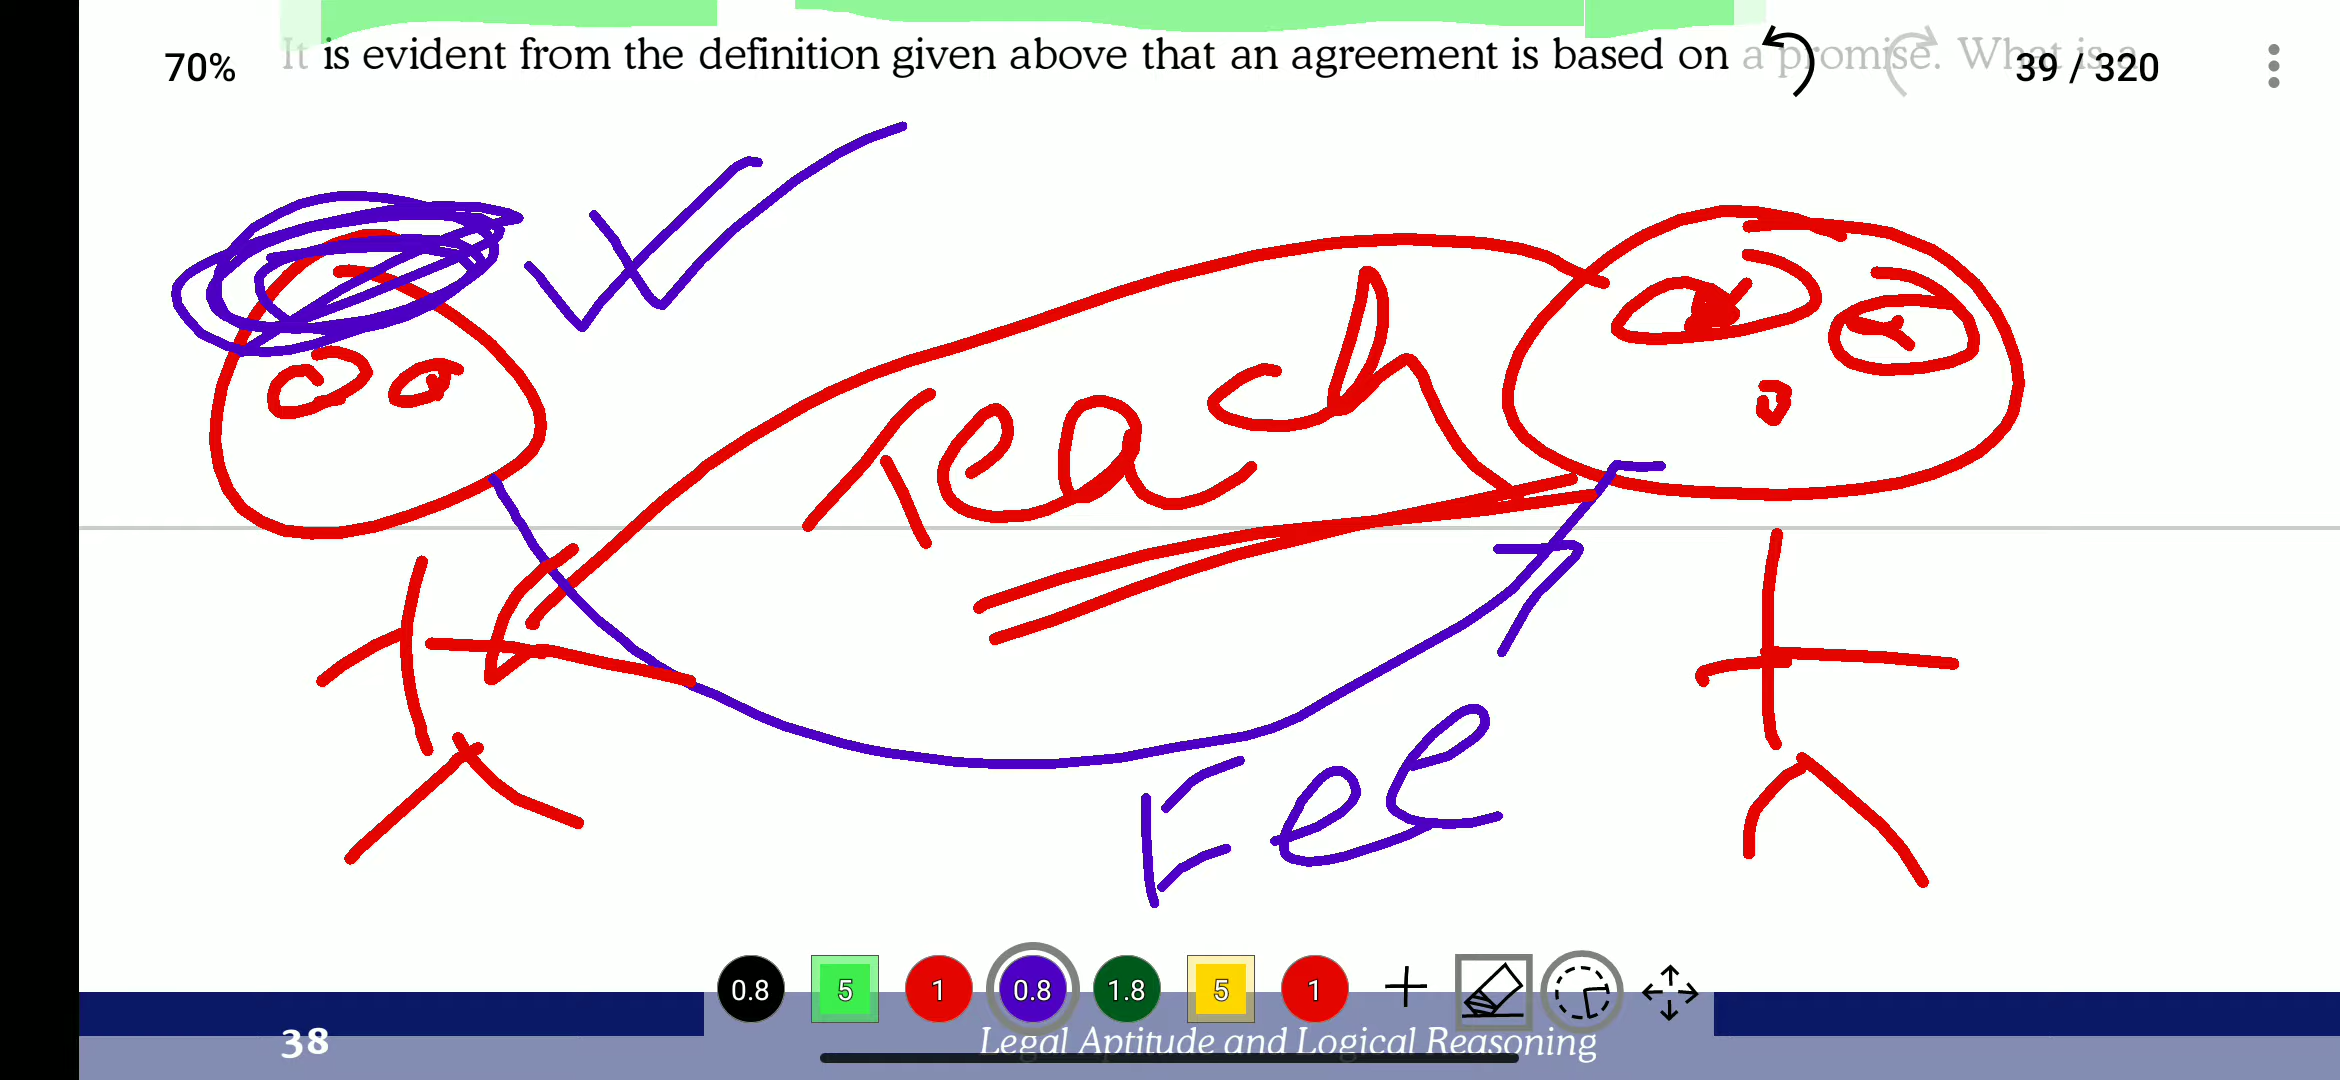 It is evident from the definition given above that an agreement is based on a promise. What is a
70%
39 / 320
Teach
Fee
0.8 5 1 0.8 1.8 5 1
38
Legal Aptitude and Logical Reasoning